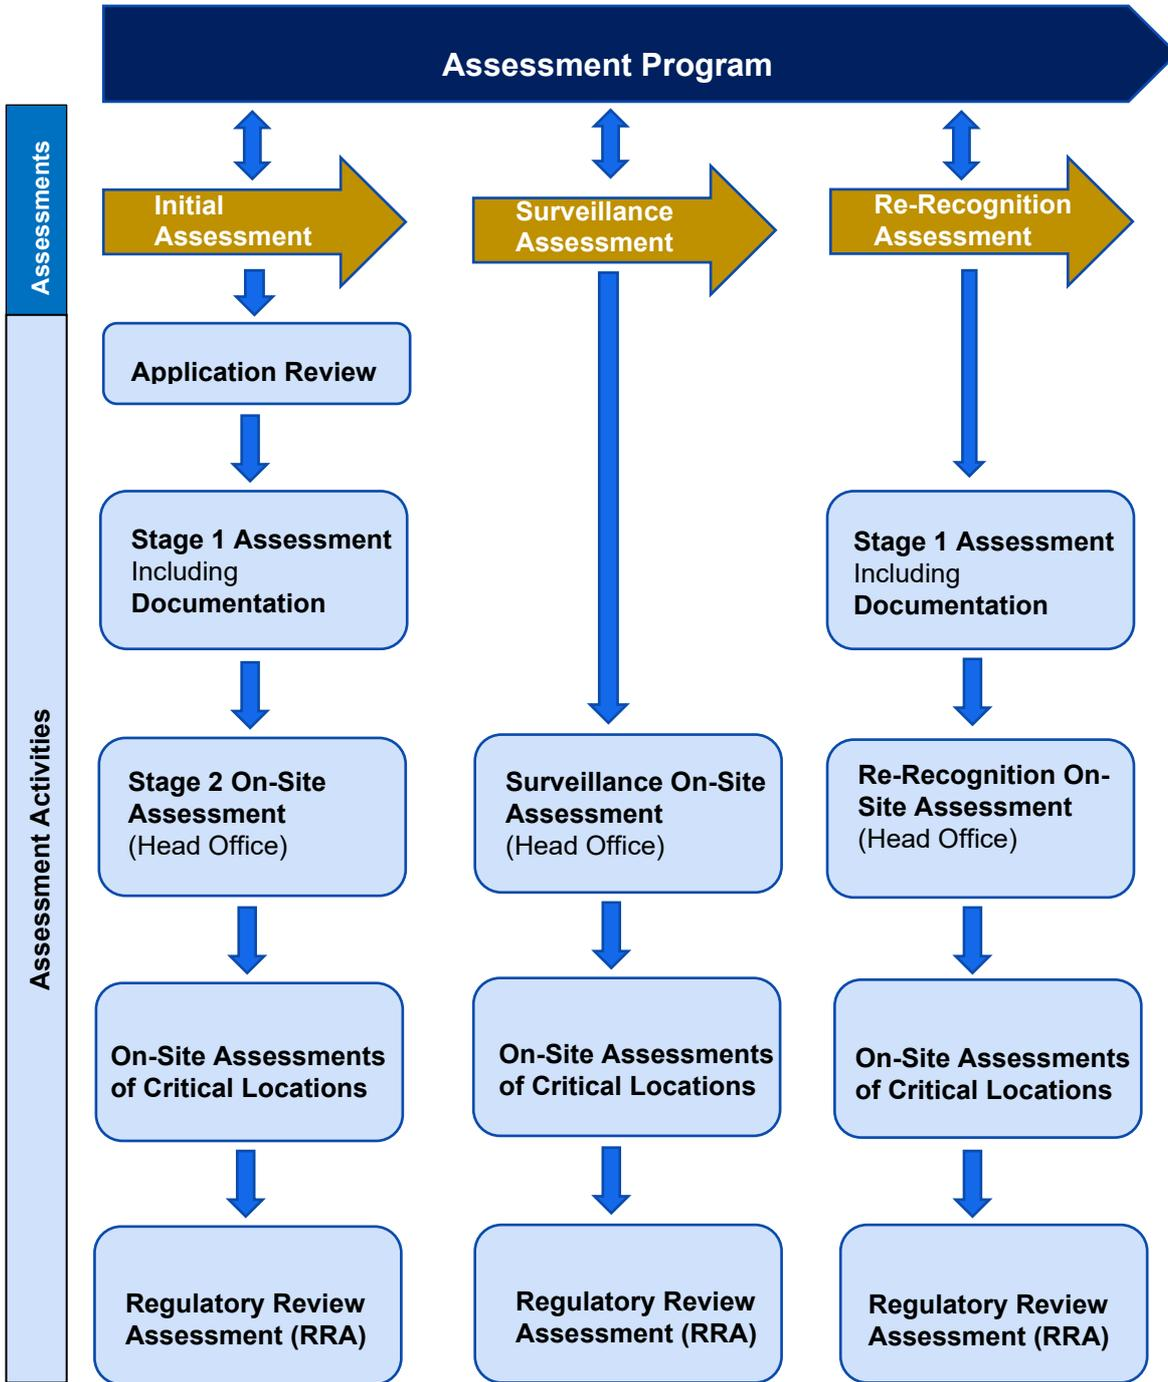 Assessment Program
Assessments
Initial
Assessment
Surveillance
Assessment
Re-Recognition
Assessment
Assessment Activities
Application Review
Stage 1 Assessment
Including
Documentation
Stage 2 On-Site
Assessment
(Head Office)
On-Site Assessments
of Critical Locations
Regulatory Review
Assessment (RRA)
Surveillance On-Site
Assessment
(Head Office)
On-Site Assessments
of Critical Locations
Regulatory Review
Assessment (RRA)
Stage 1 Assessment
Including
Documentation
Re-Recognition On-
Site Assessment
(Head Office)
On-Site Assessments
of Critical Locations
Regulatory Review
Assessment (RRA)